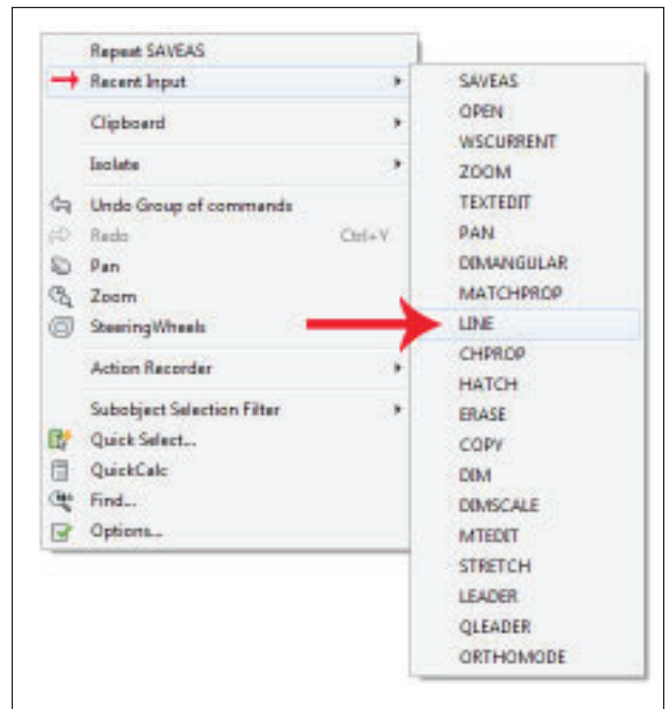 Repeat SAVEAS
Recent Input
Clipboard
Isolate
Undo Group of commands
Redo Ctrl+Y
Pan
Zoom
SteeringWheels
Action Recorder
Subobject Selection Filter
Quick Select...
QuickCalc
Find...
Options...
SAVEAS
OPEN
WSCURRENT
ZOOM
TEXTEDIT
PAN
DIMANGULAR
MATCHPROP
LINE
CHPROP
HATCH
ERASE
COPY
DIM
DIMSCALE
MTEDIT
STRETCH
LEADER
QLEADER
ORTHOMODE